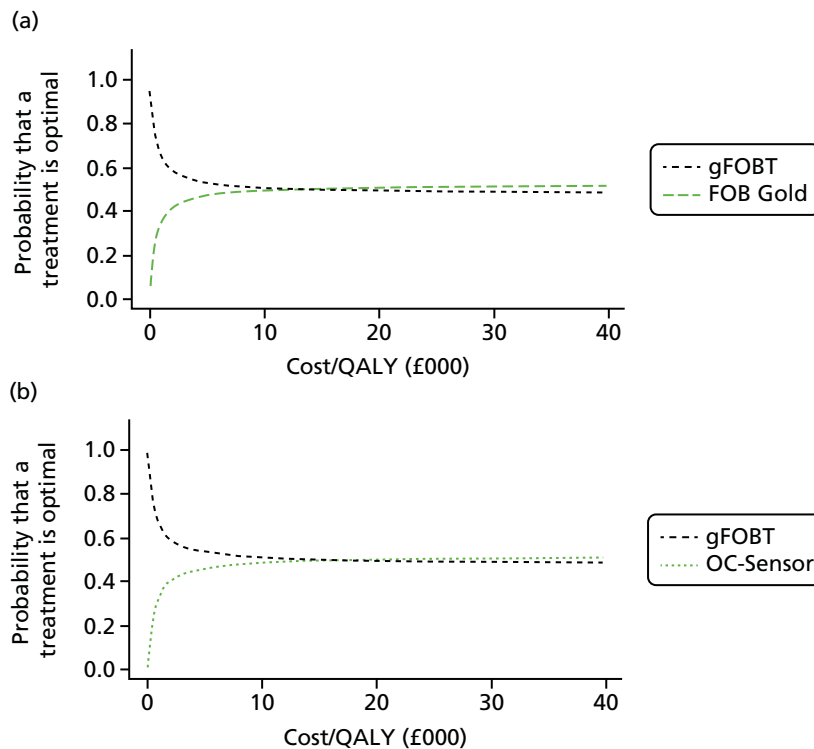 (a)
Probability that a
treatment is optimal
1.0
0.8
0.6
0.4
0.2
0.0
0
10
20
30
40
Cost/QALY (£000)
gFOBT
FOB Gold
(b)
Probability that a
treatment is optimal
1.0
0.8
0.6
0.4
0.2
0.0
0
10
20
30
40
Cost/QALY (£000)
gFOBT
OC-Sensor